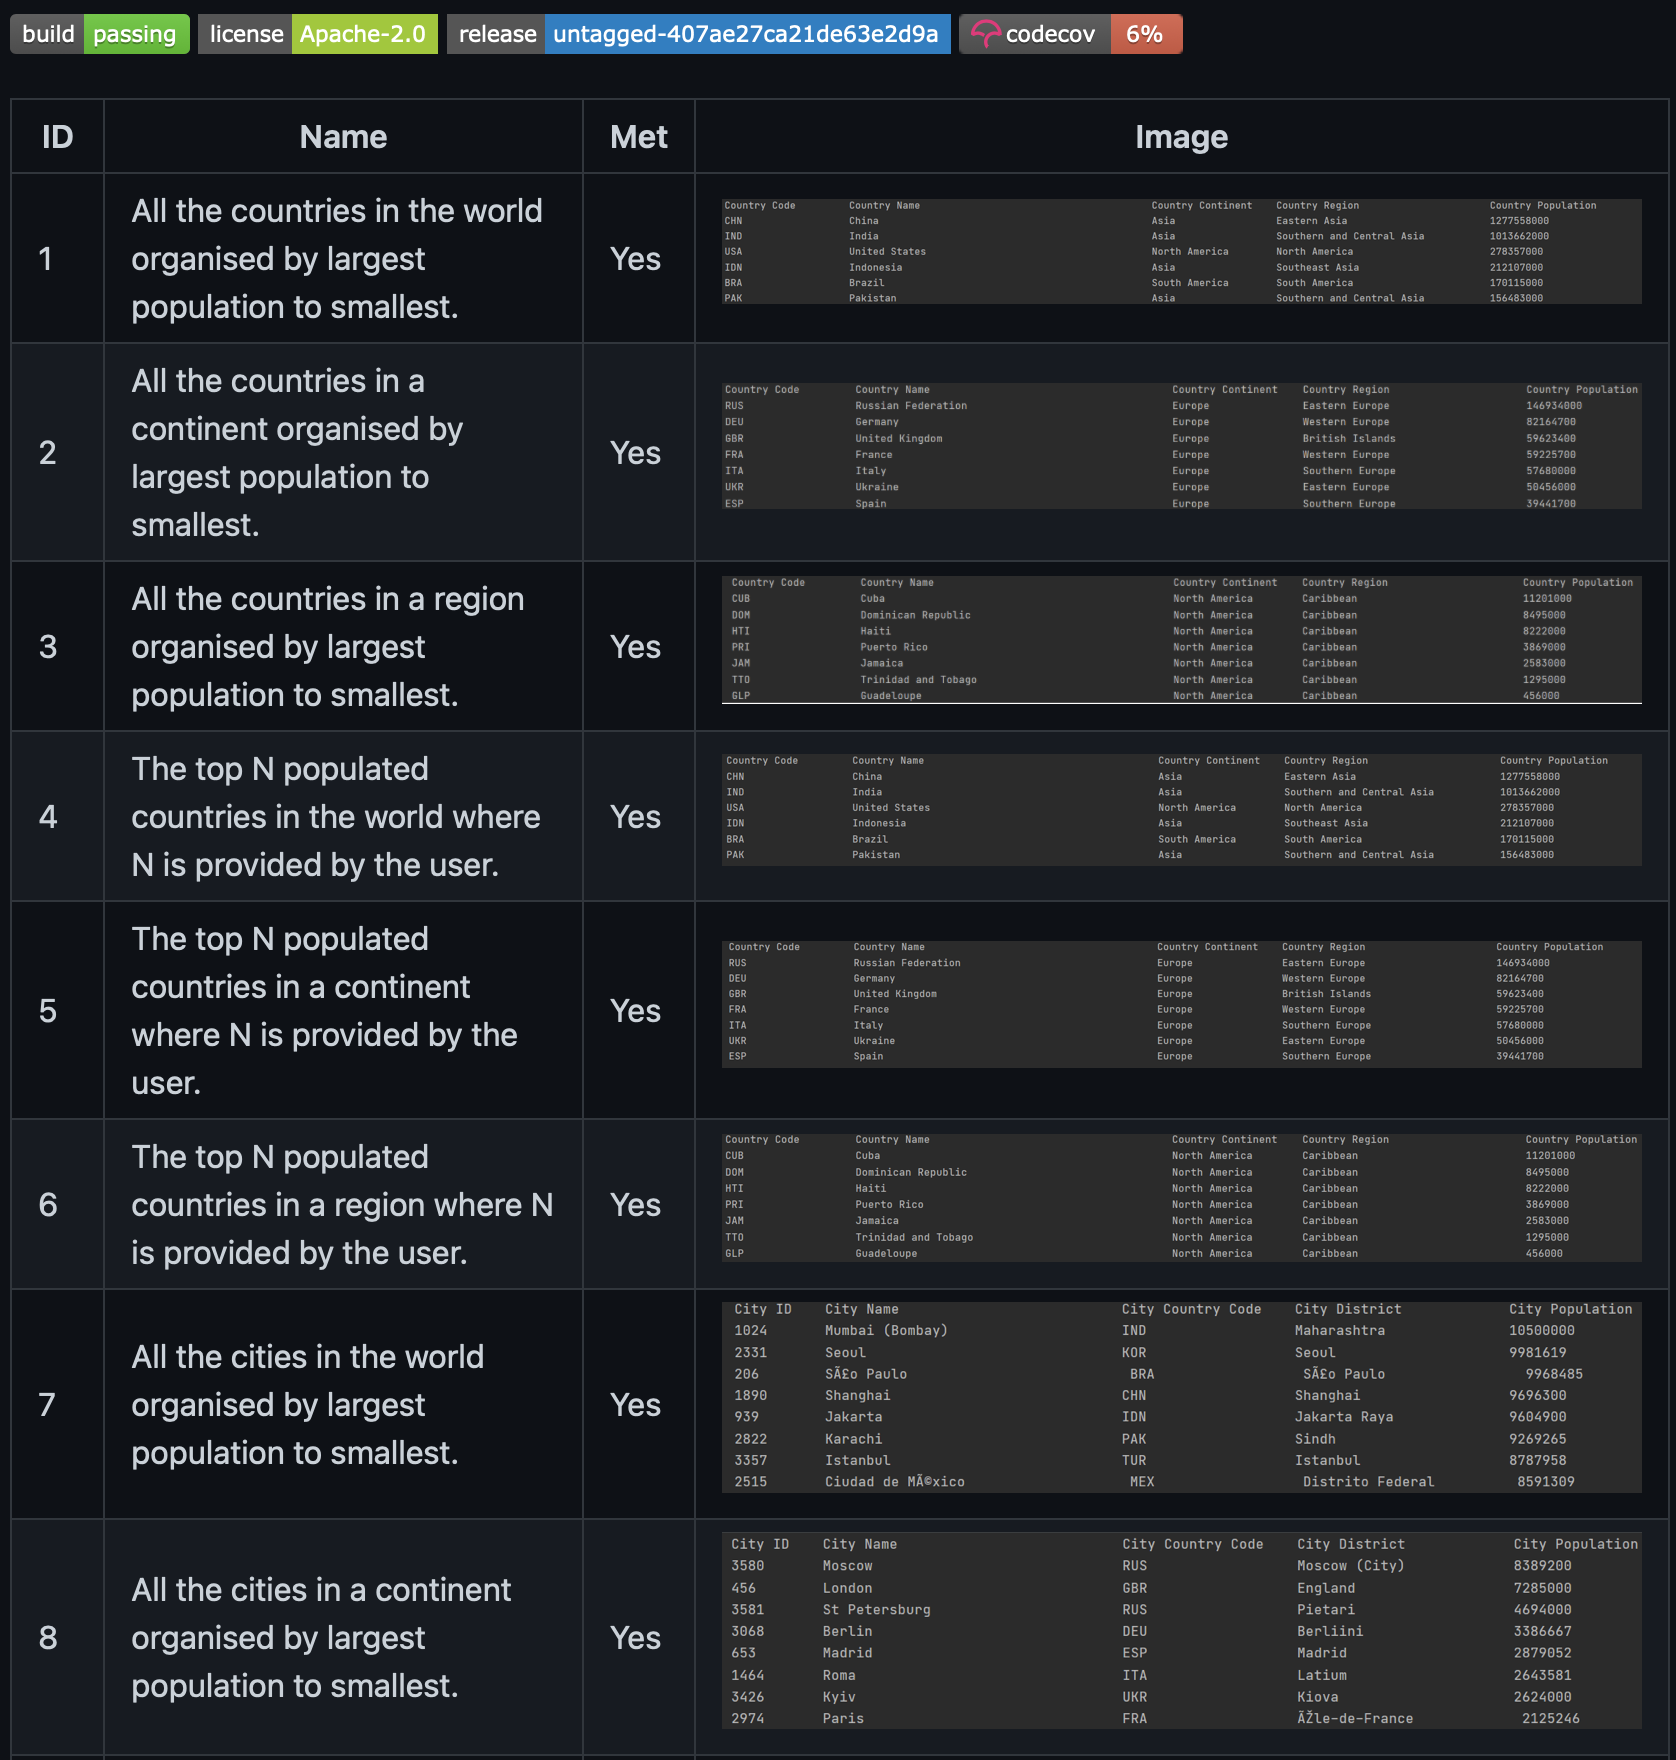 build passing license Apache-2.0 release untagged-407ae27ca21de63e2d9a codecov 6%
ID Name Met Image
1
All the countries in the world
organised by largest
population to smallest.
Yes
Country Code Country Name Country Continent Country Region Country Population
CHN China Asia Eastern Asia 1277558000
IND India Asia Southern and Central Asia 1013662000
USA United States North America North America 278357000
IDN Indonesia Asia Southeast Asia 212107000
BRA Brazil South America South America 170115000
PAK Pakistan Asia Southern and Central Asia 156483000
2
All the countries in a
continent organised by
largest population to
smallest.
Yes
Country Code Country Name Country Continent Country Region Country Population
RUS Russian Federation Europe Eastern Europe 146934000
DEU Germany Europe Western Europe 82164700
GBR United Kingdom Europe British Islands 59623400
FRA France Europe Western Europe 59225700
ITA Italy Europe Southern Europe 57680000
UKR Ukraine Europe Eastern Europe 50456000
ESP Spain Europe Southern Europe 39441700
3
All the countries in a region
organised by largest
population to smallest.
Yes
Country Code Country Name Country Continent Country Region Country Population
CUB Cuba North America Caribbean 11201000
DOM Dominican Republic North America Caribbean 8495000
HTI Haiti North America Caribbean 8222000
PRI Puerto Rico North America Caribbean 3869000
JAM Jamaica North America Caribbean 2583000
TTO Trinidad and Tobago North America Caribbean 1295000
GLP Guadeloupe North America Caribbean 456000
4
The top N populated
countries in the world where
N is provided by the user.
Yes
Country Code Country Name Country Continent Country Region Country Population
CHN China Asia Eastern Asia 1277558000
IND India Asia Southern and Central Asia 1013662000
USA United States North America North America 278357000
IDN Indonesia Asia Southeast Asia 212107000
BRA Brazil South America South America 170115000
PAK Pakistan Asia Southern and Central Asia 156483000
5
The top N populated
countries in a continent
where N is provided by the
user.
Yes
Country Code Country Name Country Continent Country Region Country Population
RUS Russian Federation Europe Eastern Europe 146934000
DEU Germany Europe Western Europe 82164700
GBR United Kingdom Europe British Islands 59623400
FRA France Europe Western Europe 59225700
ITA Italy Europe Southern Europe 57680000
UKR Ukraine Europe Eastern Europe 50456000
ESP Spain Europe Southern Europe 39441700
6
The top N populated
countries in a region where N
is provided by the user.
Yes
Country Code Country Name Country Continent Country Region Country Population
CUB Cuba North America Caribbean 11201000
DOM Dominican Republic North America Caribbean 8495000
HTI Haiti North America Caribbean 8222000
PRI Puerto Rico North America Caribbean 3869000
JAM Jamaica North America Caribbean 2583000
TTO Trinidad and Tobago North America Caribbean 1295000
GLP Guadeloupe North America Caribbean 456000
7
All the cities in the world
organised by largest
population to smallest.
Yes
City ID City Name City Country Code City District City Population
1024 Mumbai (Bombay) IND Maharashtra 10500000
2331 Seoul KOR Seoul 9981619
206 SÃ£o Paulo BRA SÃ£o Paulo 9968485
1890 Shanghai CHN Shanghai 9696300
939 Jakarta IDN Jakarta Raya 9604900
2822 Karachi PAK Sindh 9269265
3357 Istanbul TUR Istanbul 8787958
2515 Ciudad de MÃ©xico MEX Distrito Federal 8591309
8
All the cities in a continent
organised by largest
population to smallest.
Yes
City ID City Name City Country Code City District City Population
3580 Moscow RUS Moscow (City) 8389200
456 London GBR England 7285000
3581 St Petersburg RUS Pietari 4694000
3068 Berlin DEU Berliini 3386667
653 Madrid ESP Madrid 2879052
1464 Roma ITA Latium 2643581
3426 Kyiv UKR Kiova 2624000
2974 Paris FRA ÃŽle-de-France 2125246